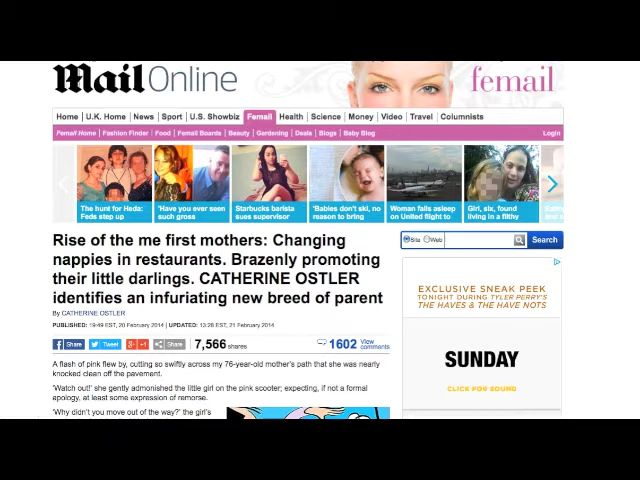 Mail Online
femail
Home U.K. Home News Sport U.S. Showbiz Femail Health Science Money Video Travel Columnists
Femail Home Fashion Finder Food Femail Boards Beauty Gardening Deals Blogs Baby Blog Login
The hunt for Heda: Feds step up
'Have you ever seen such gross
Starbucks barista sues supervisor
'Babies don't ski, no reason to bring
Woman falls asleep on United flight to
Girl, six, found living in a filthy
Rise of the me first mothers: Changing
nappies in restaurants. Brazenly promoting
their little darlings. CATHERINE OSTLER
identifies an infuriating new breed of parent
Site Web Search
By CATHERINE OSTLER
PUBLISHED: 19:49 EST, 20 February 2014 | UPDATED: 13:28 EST, 21 February 2014
Share Tweet +1 Share 7,566 shares 1602 View comments
A flash of pink flew by, cutting so swiftly across my 76-year-old mother's path that she was nearly
knocked clean off the pavement.
'Watch out!' she gently admonished the little girl on the pink scooter; expecting, if not a formal
apology, at least some expression of remorse.
'Why didn't you move out of the way?' the girl's
EXCLUSIVE SNEAK PEEK
TONIGHT DURING TYLER PERRY'S
THE HAVES & THE HAVE NOTS
SUNDAY
CLICK FOR SOUND